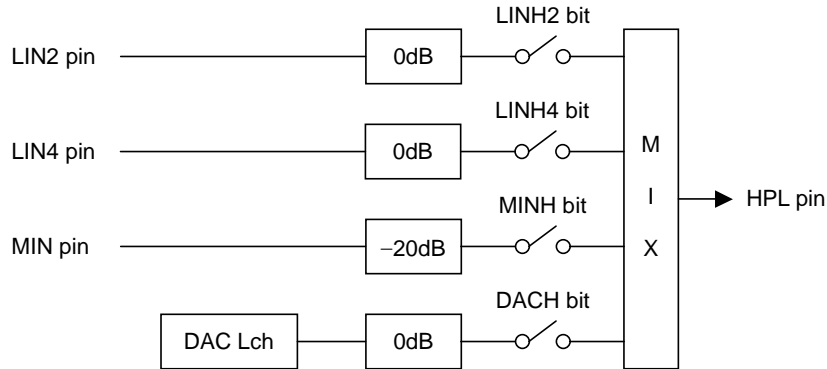 LINH2 bit
LIN2 pin
0dB
LINH4 bit
LIN4 pin
0dB
MINH bit
MIN pin
−20dB
DACH bit
DAC Lch
0dB
M
I
X
HPL pin